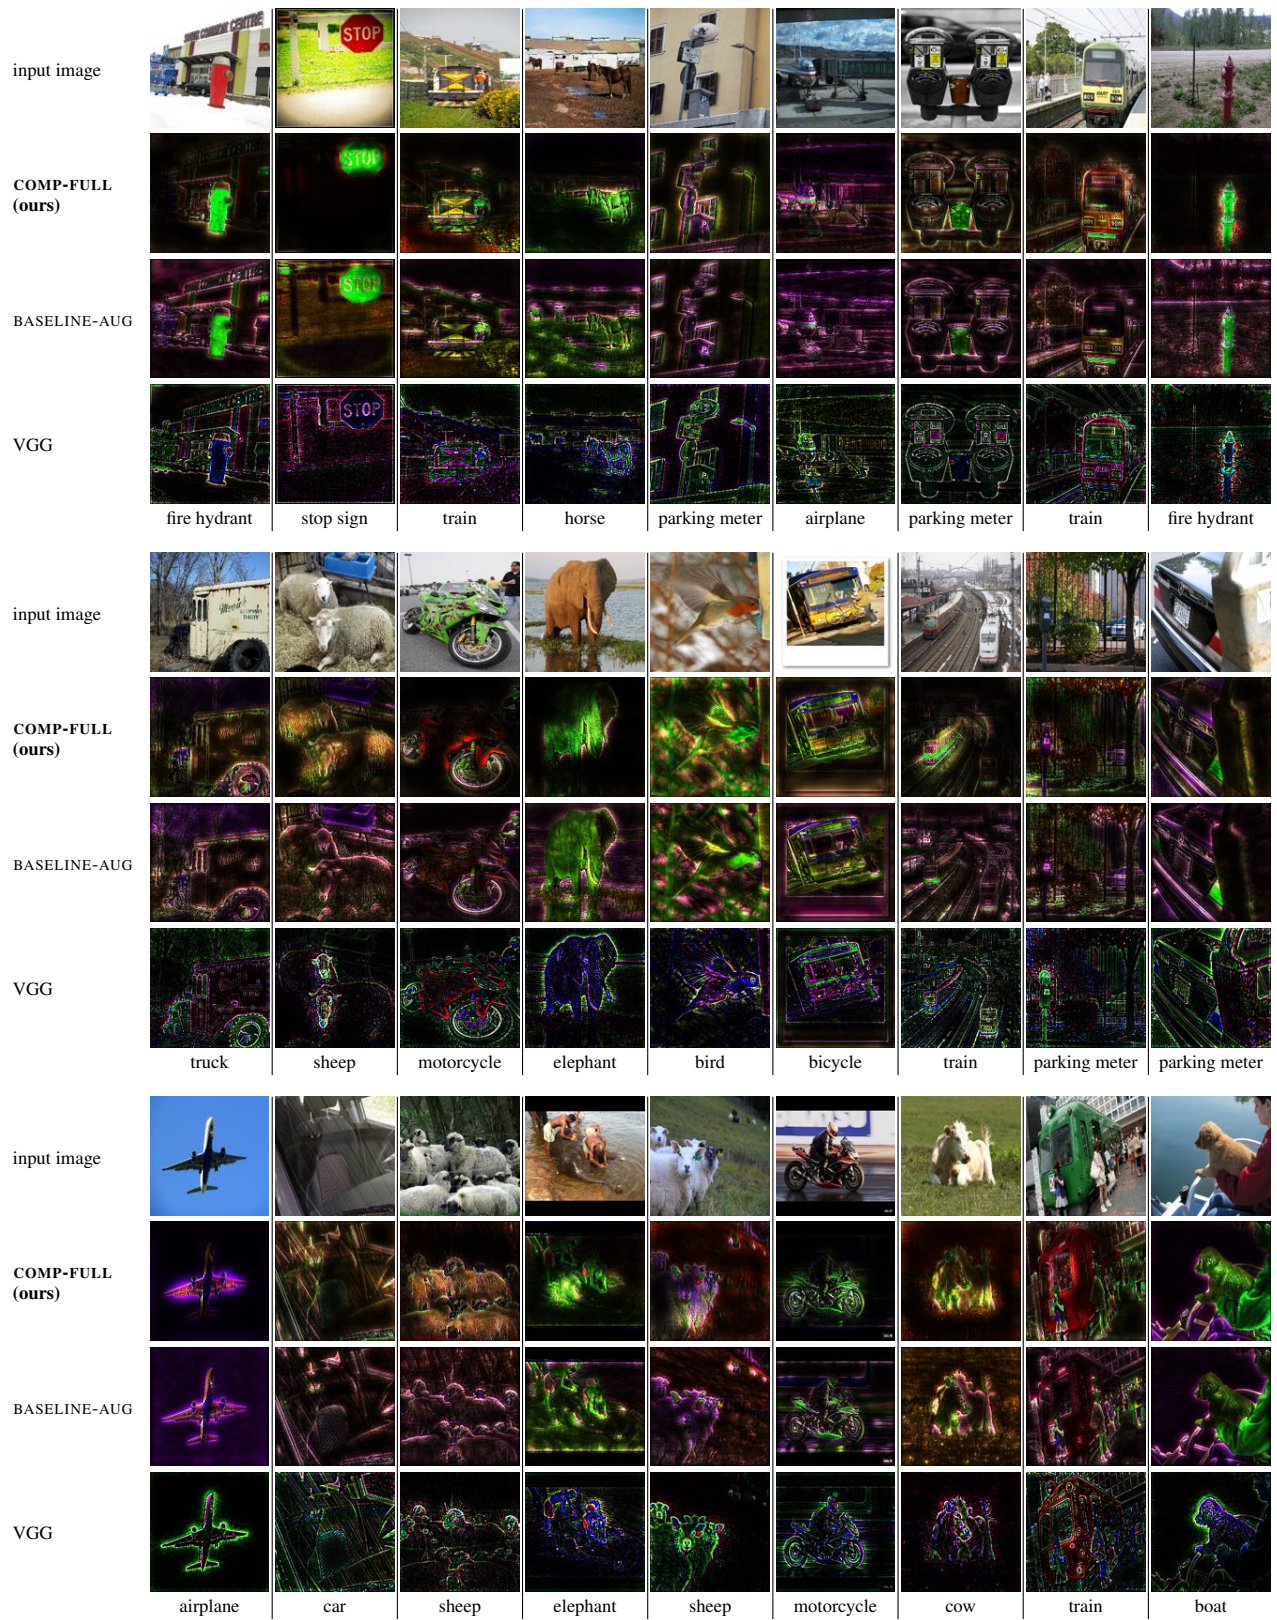 input image
STOP
COMP-FULL
(ours)
STOP
BASELINE-AUG
STOP
VGG
STOP
fire hydrant stop sign train horse parking meter airplane parking meter train fire hydrant
input image
COMP-FULL
(ours)
BASELINE-AUG
VGG
truck sheep motorcycle elephant bird bicycle train parking meter parking meter
input image
COMP-FULL
(ours)
BASELINE-AUG
VGG
airplane car sheep elephant sheep motorcycle cow train boat